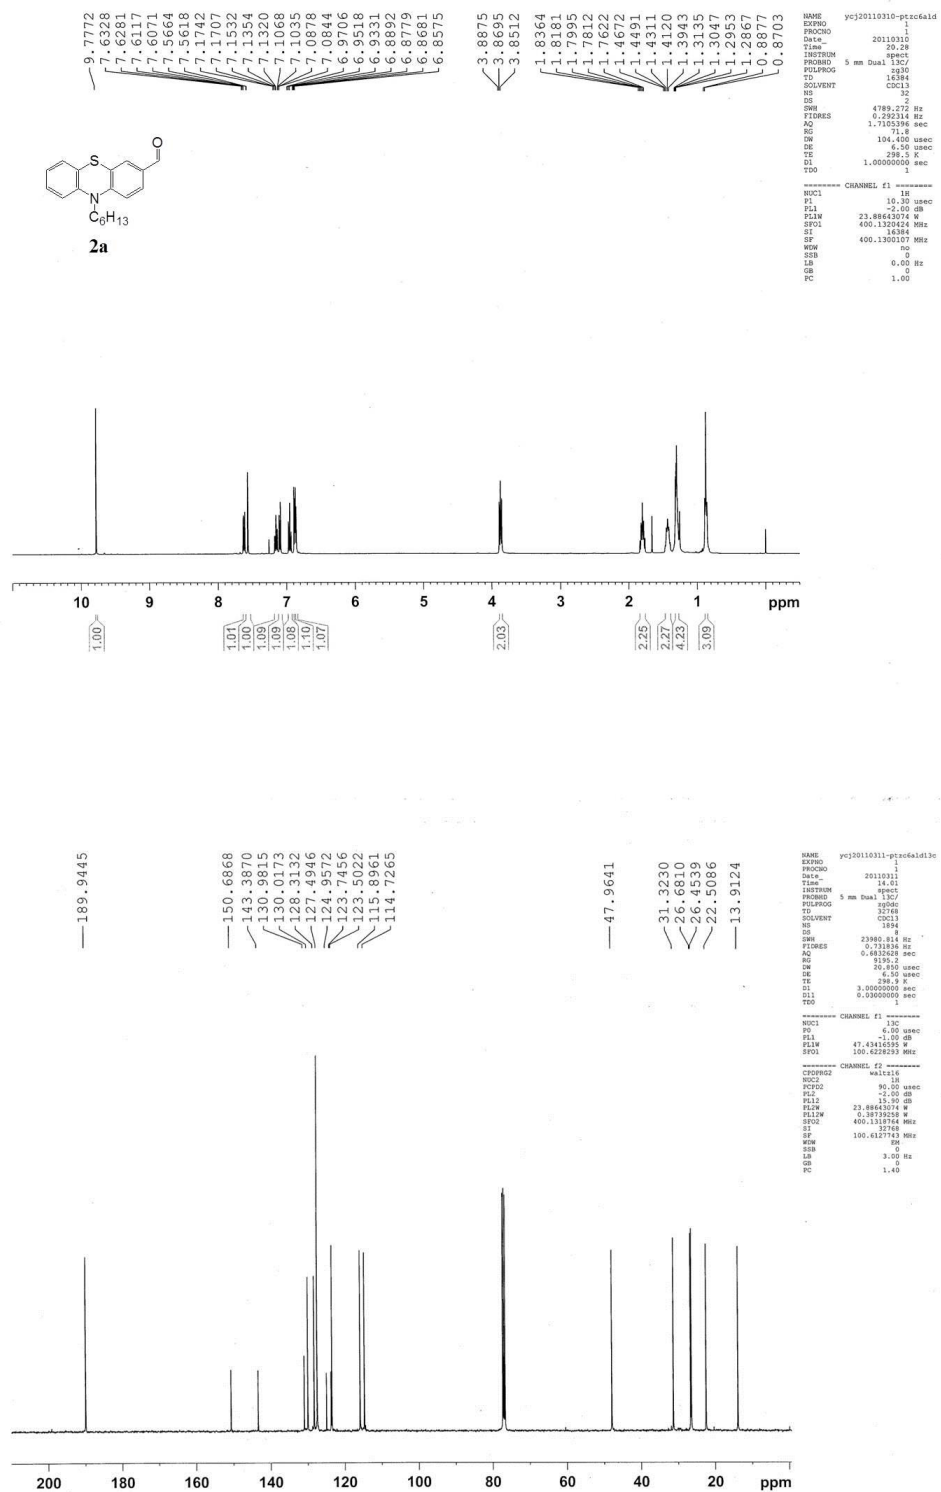 9.7772
7.6328
7.6281
7.6117
7.6071
7.5664
7.5618
7.1742
7.1707
7.1532
7.1354
7.1320
7.1068
7.1035
7.0878
7.0844
6.9706
6.9518
6.9331
6.8892
6.8779
6.8681
6.8575
3.8875
3.8695
3.8512
1.8364
1.8181
1.7995
1.7812
1.7622
1.4672
1.4491
1.4311
1.4120
1.3943
1.3135
1.3047
1.2953
1.2867
0.8877
0.8703
NAME ycj20110310-ptzc6ald
EXPNO 1
PROCNO 1
Date_ 20110310
Time 20.28
INSTRUM spect
PROBHD 5 mm Dual 13C/
PULPROG zg30
TD 16384
SOLVENT CDCl3
NS 32
DS 2
SWH 4789.272 Hz
FIDRES 0.292314 Hz
AQ 1.7105396 sec
RG 71.8
DW 104.400 usec
DE 6.50 usec
TE 298.5 K
D1 1.00000000 sec
TD0 1
======== CHANNEL f1 ========
NUC1 1H
P1 10.30 usec
PL1 -2.00 dB
PL1W 23.88643074 W
SFO1 400.1320424 MHz
SI 16384
SF 400.1300107 MHz
WDW no
SSB 0
LB 0.00 Hz
GB 0
PC 1.00
S
O
N
C6H13
2a
10 9 8 7 6 5 4 3 2 1 ppm
1.00
1.01
1.00
1.09
1.09
1.08
1.10
1.07
2.03
2.25
2.27
4.23
3.09
189.9445
150.6868
143.3870
130.9815
130.0173
128.3132
127.4946
124.9572
123.7456
123.5022
115.8961
114.7265
47.9641
31.3230
26.6810
26.4539
22.5086
13.9124
NAME ycj20110311-ptzc6ald13c
EXPNO 1
PROCNO 1
Date_ 20110311
Time 14.01
INSTRUM spect
PROBHD 5 mm Dual 13C/
PULPROG zg0dc
TD 32768
SOLVENT CDCl3
NS 1894
DS 8
SWH 23980.814 Hz
FIDRES 0.731836 Hz
AQ 0.6832628 sec
RG 9195.2
DW 20.850 usec
DE 6.50 usec
TE 298.9 K
D1 3.00000000 sec
D11 0.03000000 sec
TD0 1
======== CHANNEL f1 ========
NUC1 13C
P0 6.00 usec
PL1 -1.00 dB
PL1W 47.43416595 W
SFO1 100.6228293 MHz
======== CHANNEL f2 ========
CPDPRG2 waltz16
NUC2 1H
PCPD2 90.00 usec
PL2 -2.00 dB
PL12 15.90 dB
PL2W 23.88643074 W
PL12W 0.38739258 W
SFO2 400.1318764 MHz
SI 32768
SF 100.6127743 MHz
WDW EM
SSB 0
LB 3.00 Hz
GB 0
PC 1.40
200 180 160 140 120 100 80 60 40 20 ppm